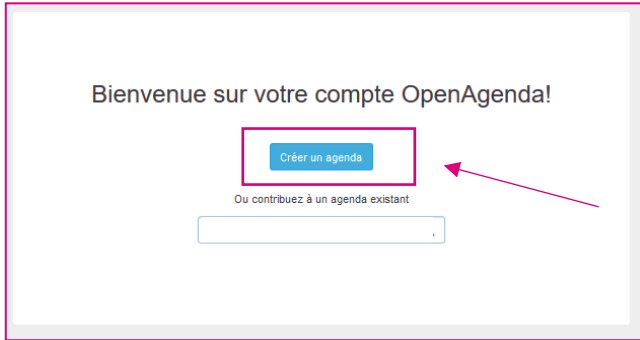 Bienvenue sur votre compte OpenAgenda!
Créer un agenda
Ou contribuez à un agenda existant